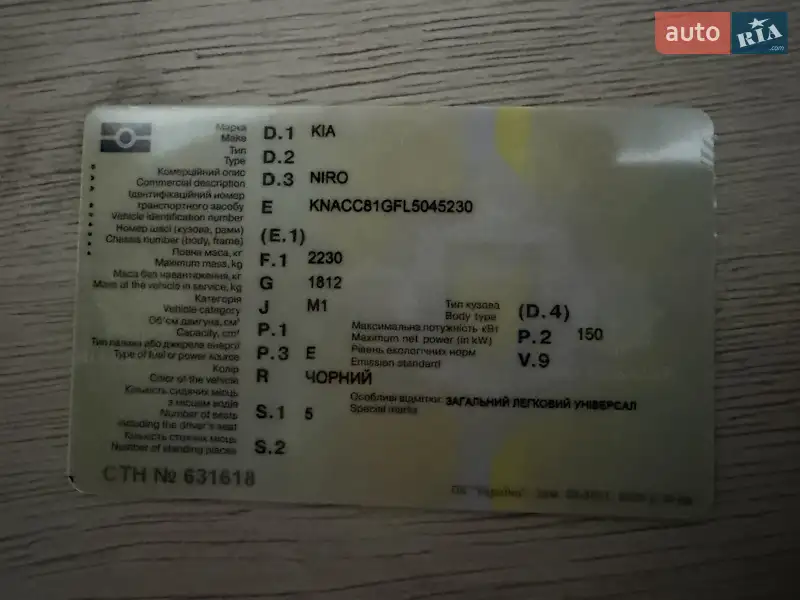 auto RIA .com
Марка D.1 KIA
Make
Тип D.2
Type
Комерційний опис D.3 NIRO
Commercial description
Ідентифікаційний номер
транспортного засобу E KNACC81GFL5045230
Vehicle identification number
Номер шасі (кузова, рами) (E.1)
Chassis number (body, frame)
Повна маса, кг F.1 2230
Maximum mass, kg
Маса без навантаження, кг G 1812
Mass of the vehicle in service, kg
Категорія J M1 Тип кузова (D.4)
Vehicle category Body type
Об'єм двигуна, см³ P.1 Максимальна потужність кВт P.2 150
Capacity, cm³ Maximum net power (in kW)
Тип палива або джерела енергії P.3 E Рівень екологічних норм V.9
Type of fuel or power source Emission standard
Колір R ЧОРНИЙ
Color of the vehicle
Кількість сидячих місць Особливі відмітки: ЗАГАЛЬНИЙ ЛЕГКОВИЙ УНІВЕРСАЛ
з місцем водія Special marks
Number of seats S.1 5
including the driver's seat
Кількість стоячих місць S.2
Number of standing places
СТН № 631618